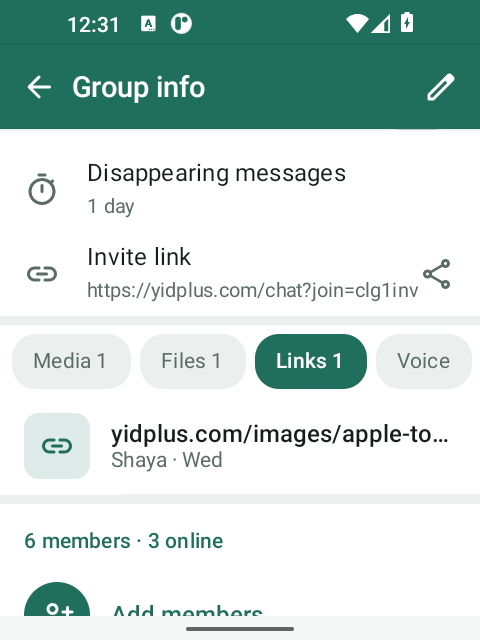 12:31
Group info
Disappearing messages
1 day
Invite link
https://yidplus.com/chat?join=clg1inv
Media 1
Files 1
Links 1
Voice
yidplus.com/images/apple-to…
Shaya · Wed
6 members · 3 online
Add members